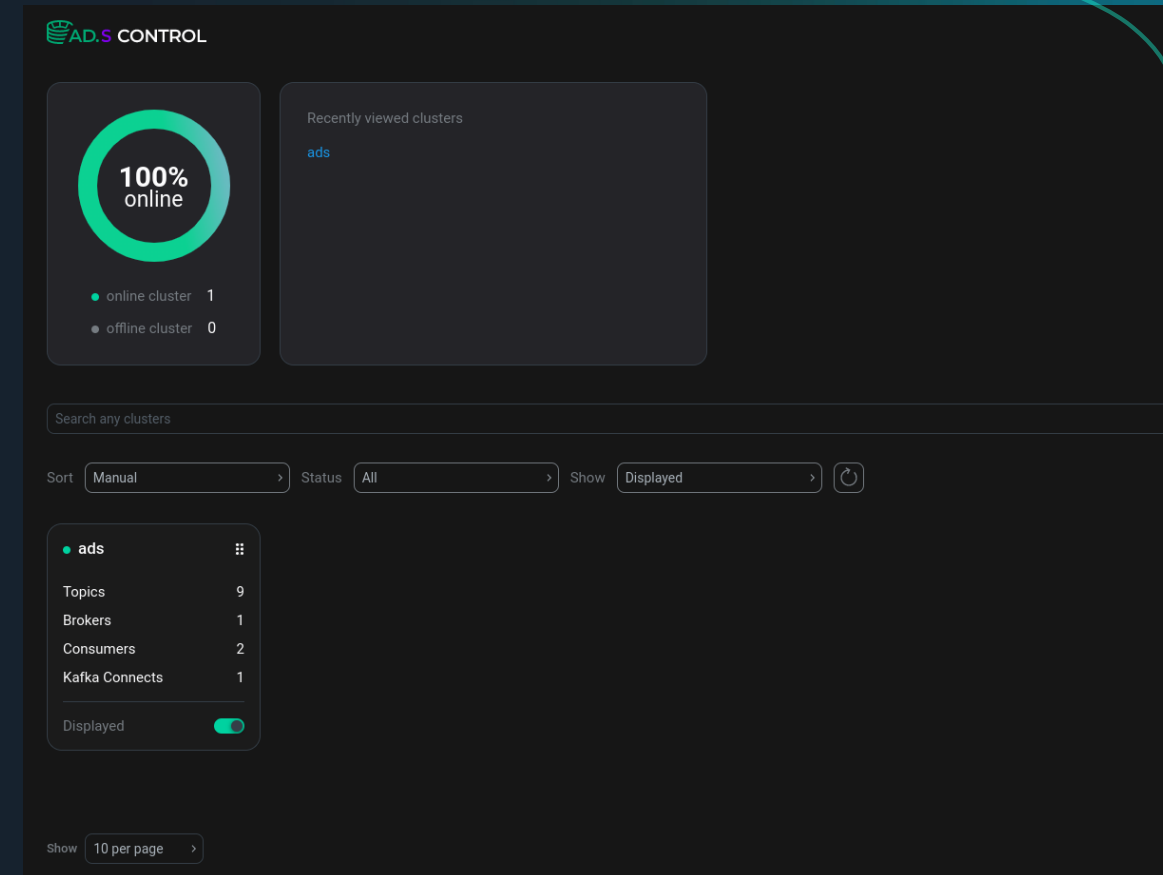 AD.S CONTROL
100%
online
online cluster 1
offline cluster 0
Recently viewed clusters
ads
Search any clusters
Sort Manual Status All Show Displayed
ads
Topics 9
Brokers 1
Consumers 2
Kafka Connects 1
Displayed
Show 10 per page